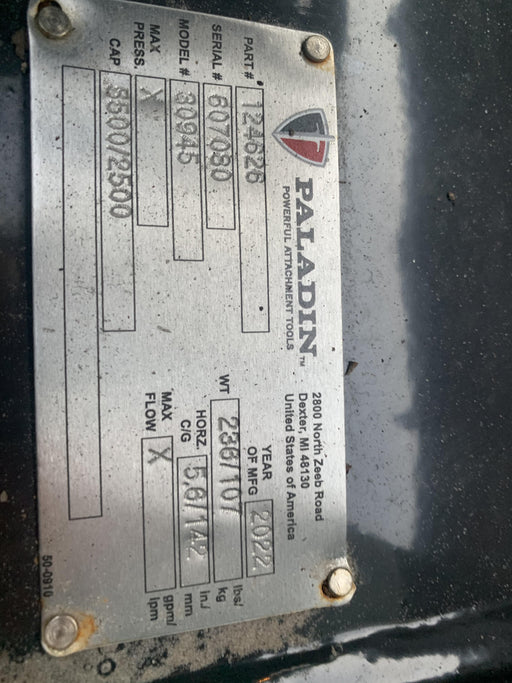 PALADIN™
POWERFUL ATTACHMENT TOOLS
2800 North Zeeb Road
Dexter, MI 48130
United States of America
PART# 124626
YEAR OF MFG 2022
SERIAL # 607080
WT 236/107 lbs/ kg
MODEL # 80945
HORZ. C/G 5.6/142 in./ mm
MAX PRESS. X
MAX FLOW X gpm/ lpm
CAP 5500/2500
50-0910